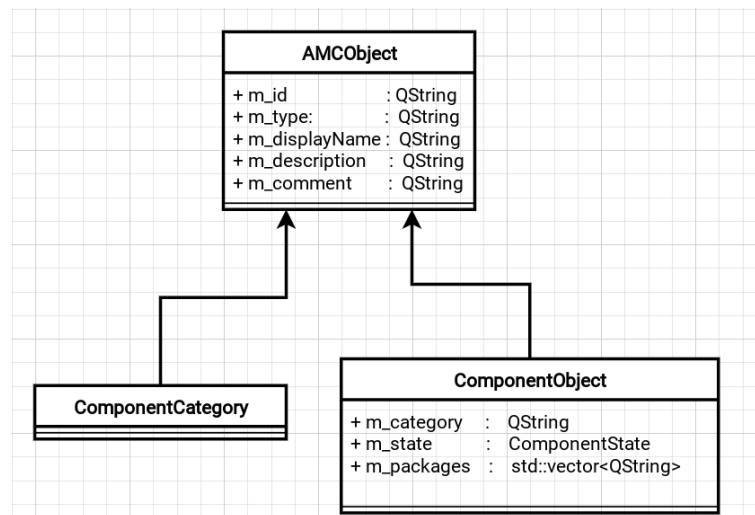 AMCObject
+ m_id : QString
+ m_type: : QString
+ m_displayName : QString
+ m_description : QString
+ m_comment : QString
ComponentCategory
ComponentObject
+ m_category : QString
+ m_state : ComponentState
+ m_packages : std::vector<QString>